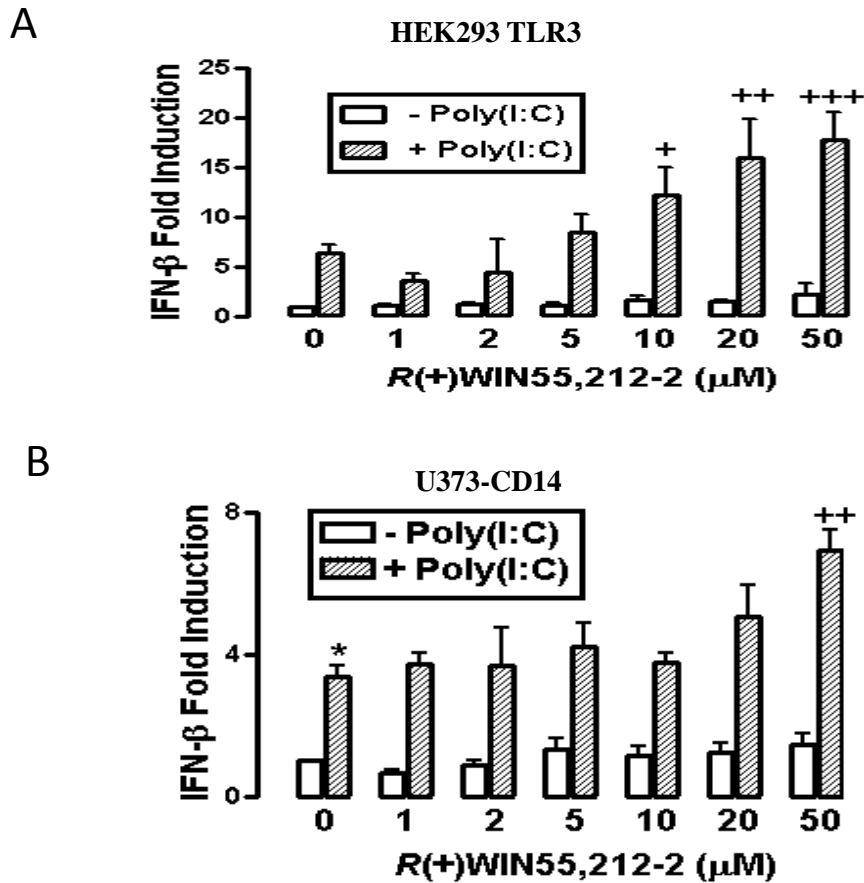 A
HEK293 TLR3
IFN-β Fold Induction
25
20
15
10
5
0
- Poly(I:C)
+ Poly(I:C)
+
++
+++
0 1 2 5 10 20 50
R(+)WIN55,212-2 (μM)
B
U373-CD14
IFN-β Fold Induction
8
4
0
- Poly(I:C)
+ Poly(I:C)
*
++
0 1 2 5 10 20 50
R(+)WIN55,212-2 (μM)